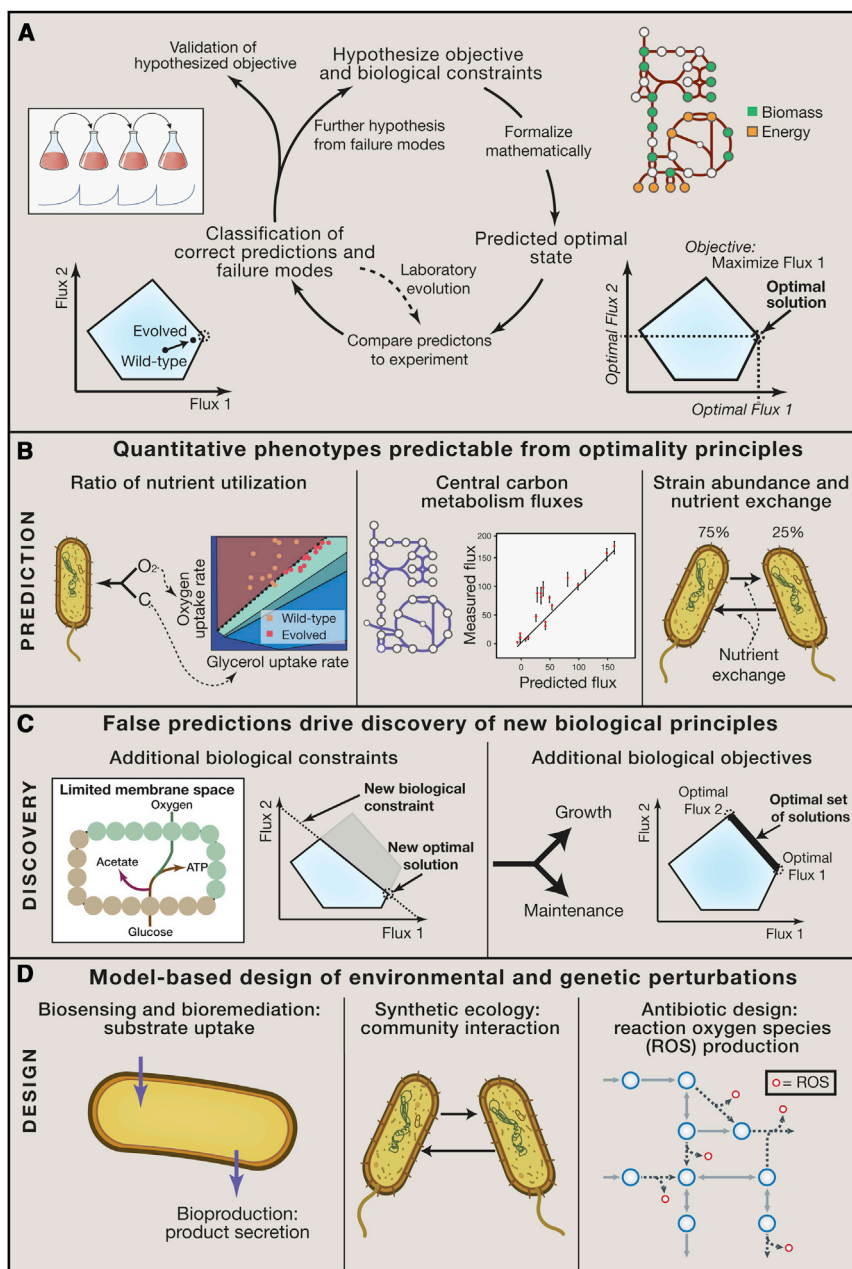 A
Validation of
hypothesized objective
Hypothesize objective
and biological constraints
Further hypothesis
from failure modes
Formalize
mathematically
Biomass
Energy
Classification of
correct predictions and
failure modes
Laboratory
evolution
Predicted optimal
state
Compare predictons
to experiment
Flux 2
Evolved
Wild-type
Flux 1
Objective:
Maximize Flux 1
Optimal
solution
Optimal Flux 2
Optimal Flux 1
B
Quantitative phenotypes predictable from optimality principles
PREDICTION
Ratio of nutrient utilization
O2
C
Oxygen
uptake rate
Wild-type
Evolved
Glycerol uptake rate
Central carbon
metabolism fluxes
Measured flux
200
150
100
50
0
0
50
100
150
Predicted flux
Strain abundance and
nutrient exchange
75%
25%
Nutrient
exchange
C
False predictions drive discovery of new biological principles
DISCOVERY
Additional biological constraints
Limited membrane space
Oxygen
Acetate
ATP
Glucose
Flux 2
New biological
constraint
New optimal
solution
Flux 1
Additional biological objectives
Growth
Maintenance
Flux 2
Optimal
Flux 2
Optimal set
of solutions
Optimal
Flux 1
Flux 1
D
Model-based design of environmental and genetic perturbations
DESIGN
Biosensing and bioremediation:
substrate uptake
Bioproduction:
product secretion
Synthetic ecology:
community interaction
Antibiotic design:
reaction oxygen species
(ROS) production
= ROS